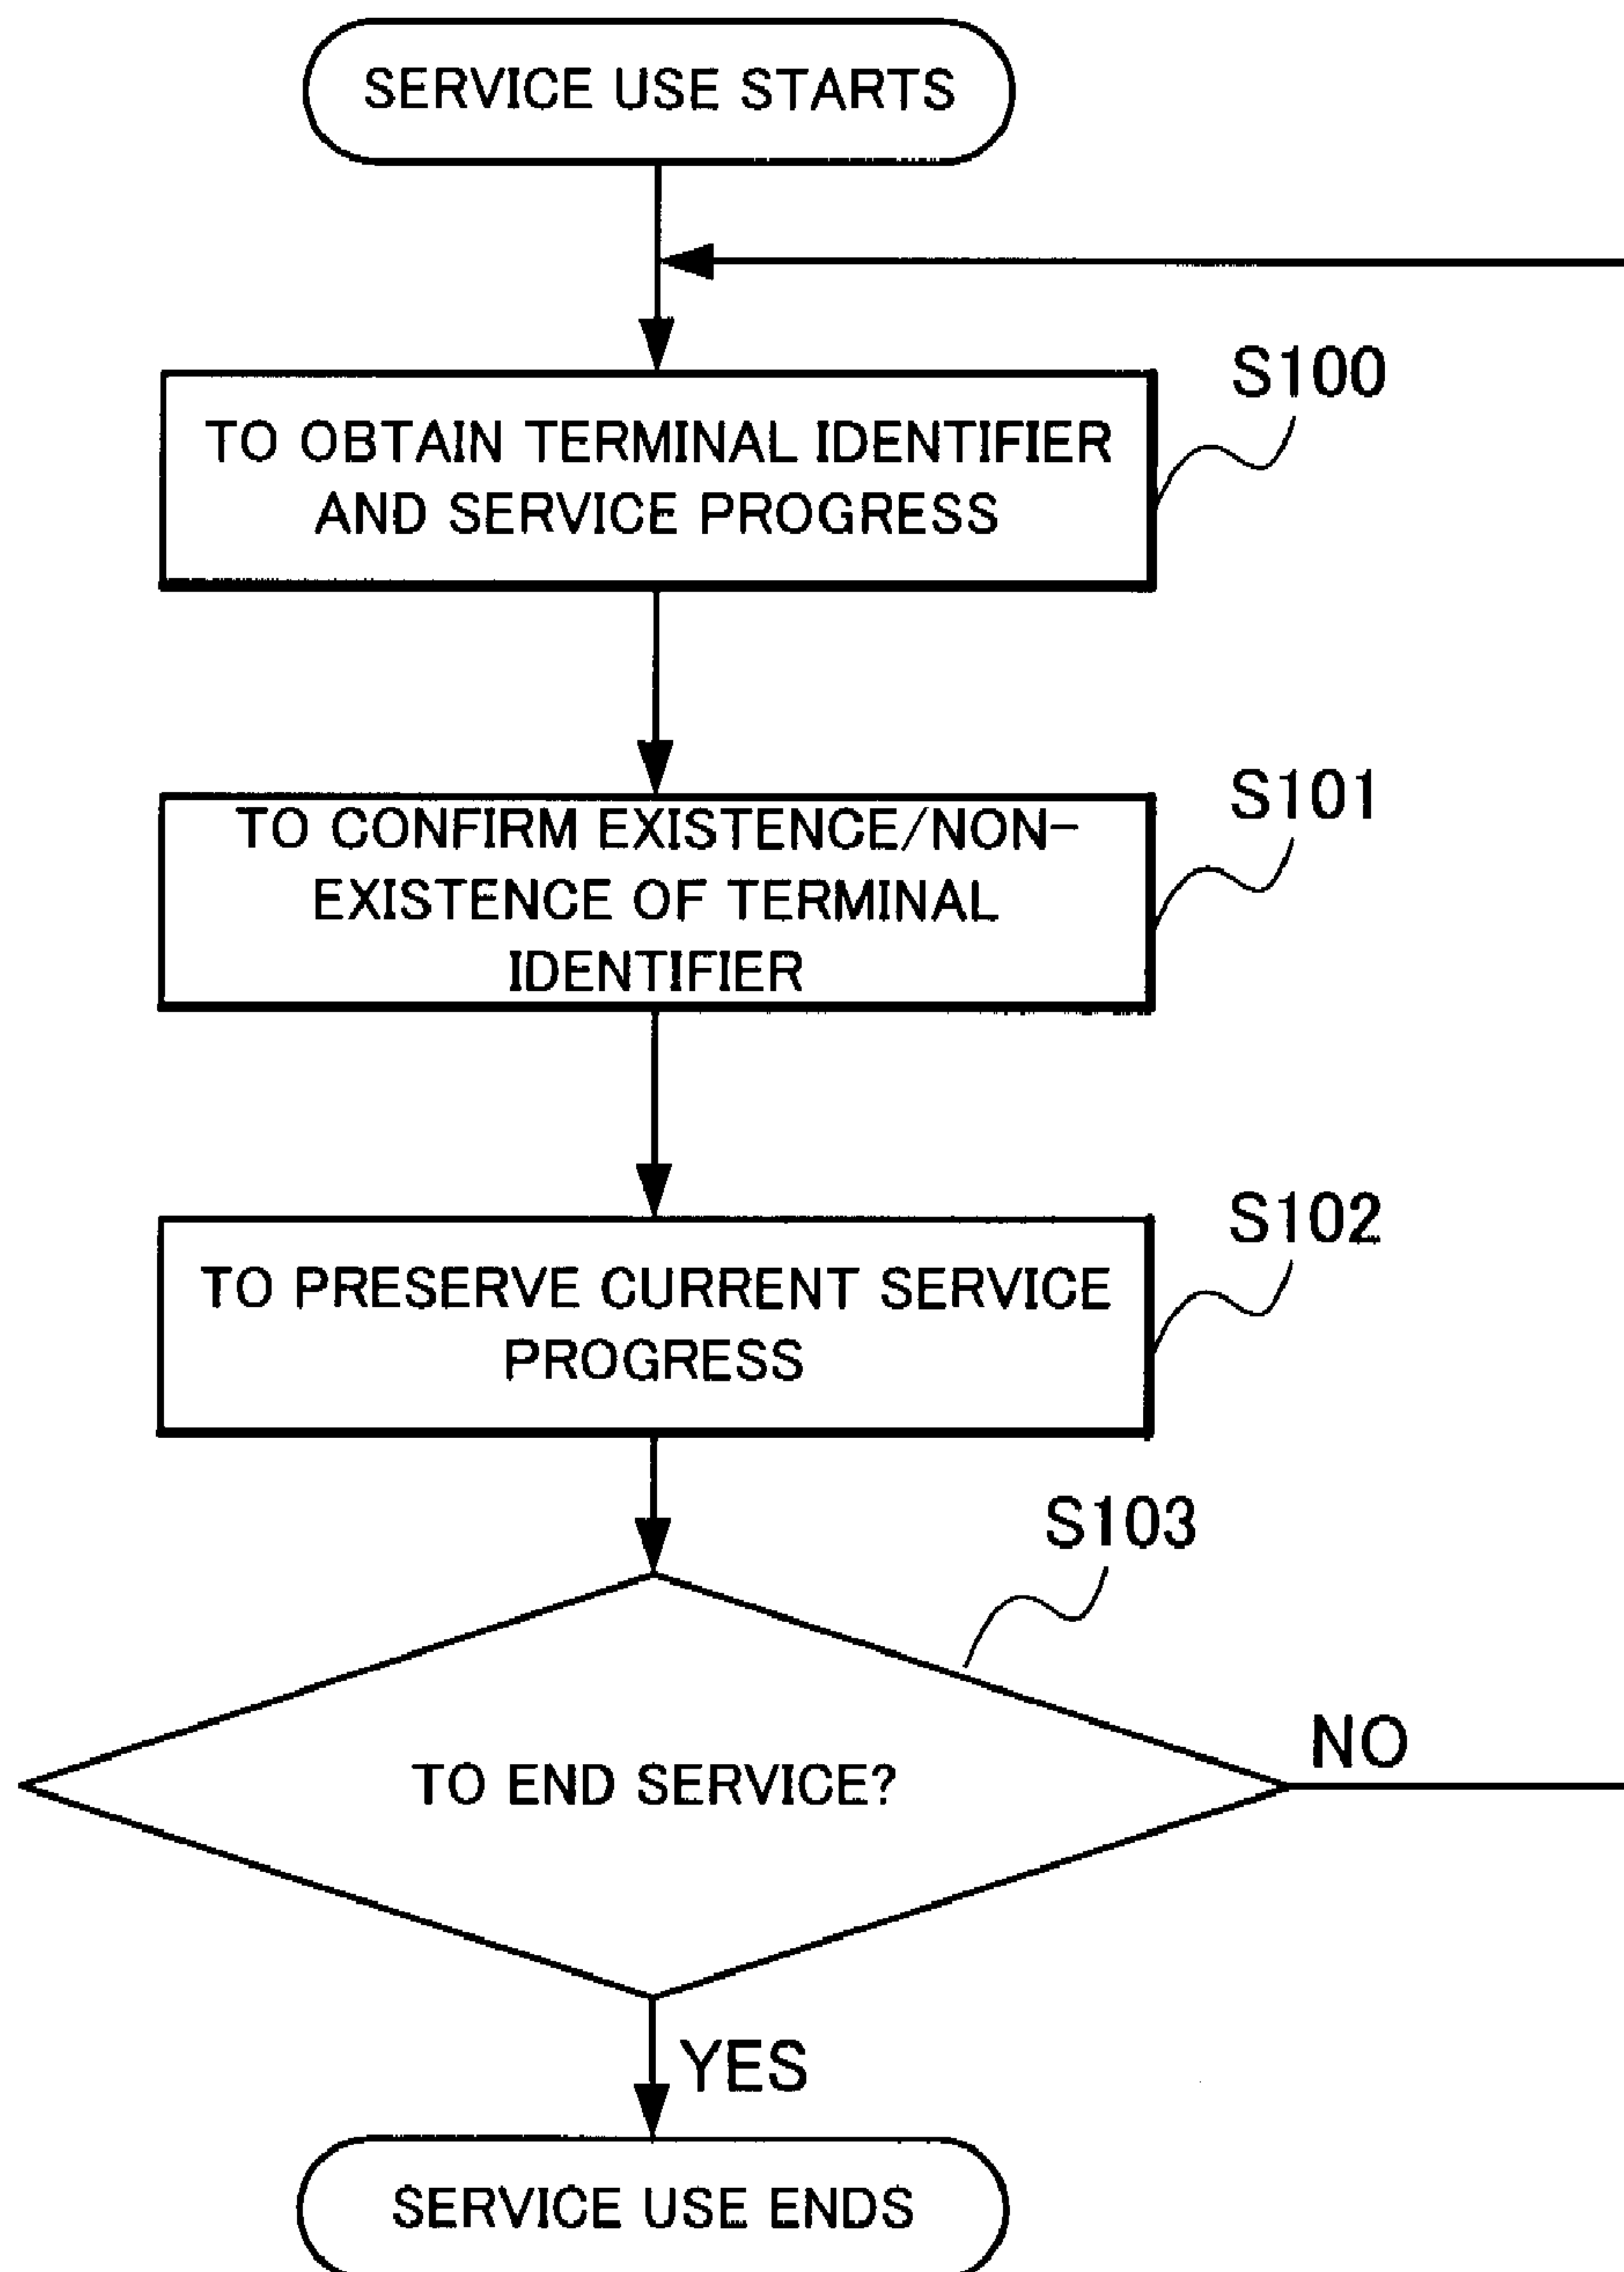 SERVICE USE STARTS
S100
TO OBTAIN TERMINAL IDENTIFIER
AND SERVICE PROGRESS
S101
TO CONFIRM EXISTENCE/NON-
EXISTENCE OF TERMINAL
IDENTIFIER
S102
TO PRESERVE CURRENT SERVICE
PROGRESS
S103
TO END SERVICE?
NO
YES
SERVICE USE ENDS